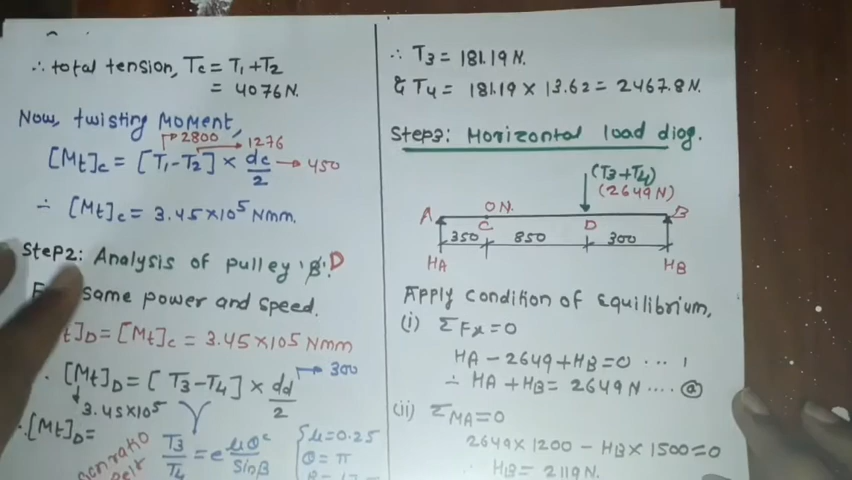 ∴ total tension, Tc = T1 + T2
= 4076 N.
Now, twisting Moment,
2800
1276
[Mt]c = [T1 - T2] × dc/2 → 450
∴ [Mt]c = 3.45 × 10⁵ Nmm.
Step2: Analysis of pulley 'B'. D
same power and speed.
t]D = [Mt]c = 3.45 × 105 Nmm
[Mt]D = [T3 - T4] × dd/2 300
3.45 × 10⁵
[Mt]D =
T3/T4 = e μθᶜ/sinβ
μ = 0.25
θ = π
∴ T3 = 181.19 N.
& T4 = 181.19 × 13.62 = 2467.8 N.
Step3: Horizontal load diag.
(T3 + T4)
(2649 N)
A ON. B
C D
350 850 300
HA HB
Apply condition of Equilibrium,
(i) ΣFx = 0
HA - 2649 + HB = 0 ... 1
∴ HA + HB = 2649 N .... (a)
(ii) ΣMA = 0
2649 × 1200 - HB × 1500 = 0
∴ HB = 2119 N.